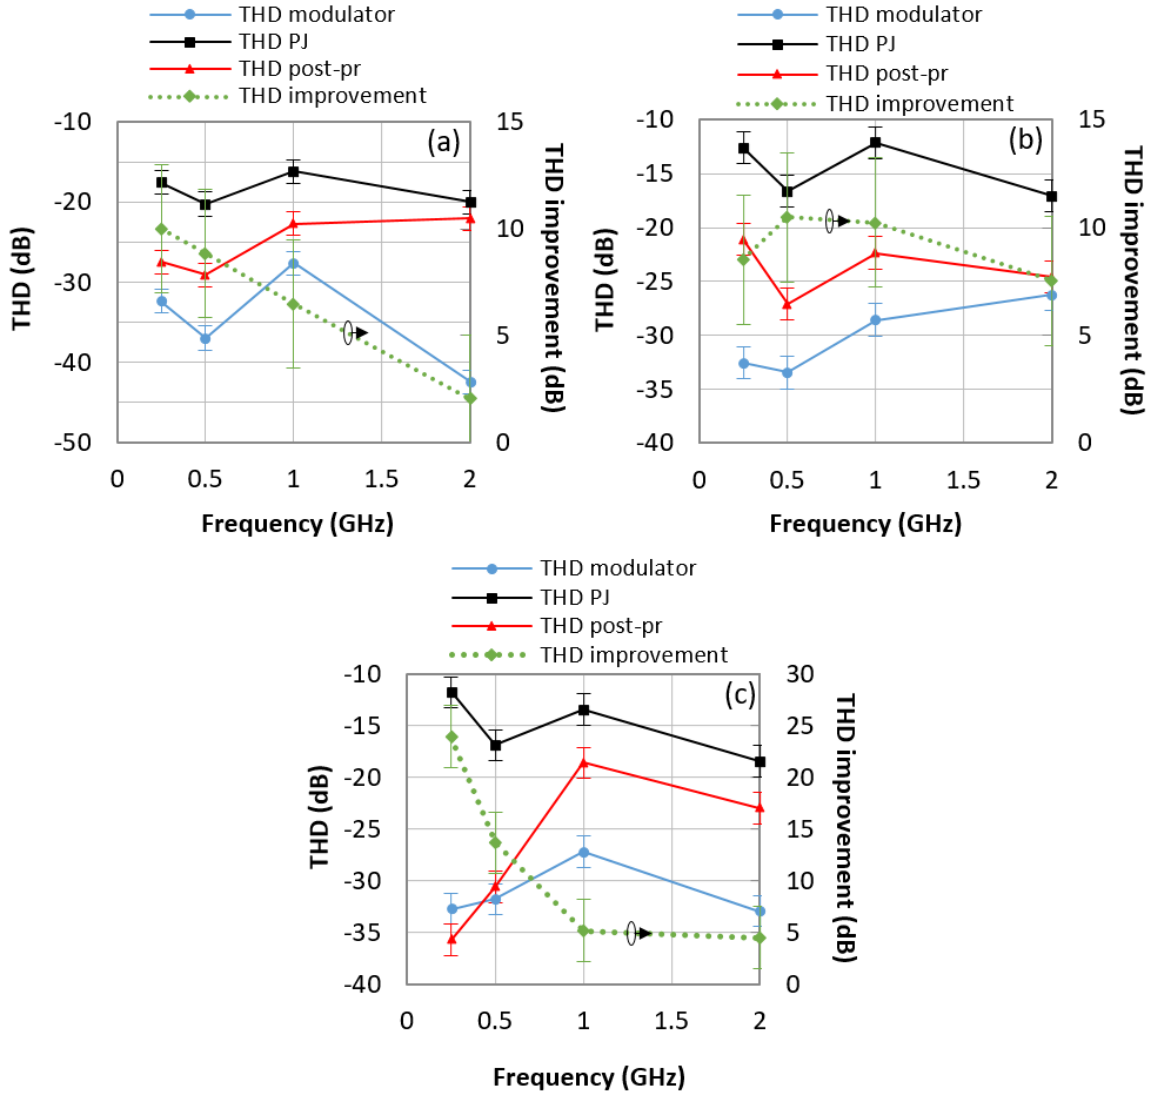 THD modulator
THD PJ
THD post-pr
THD improvement
-10
-20
-30
-40
-50
THD (dB)
(a)
15
10
5
0
THD improvement
(dB)
0
0.5
1
1.5
2
Frequency (GHz)
THD modulator
THD PJ
THD post-pr
THD improvement
-10
-15
-20
-25
-30
-35
-40
THD (dB)
(b)
15
10
5
0
THD improvement
(dB)
0
0.5
1
1.5
2
Frequency (GHz)
THD modulator
THD PJ
THD post-pr
THD improvement
-10
-15
-20
-25
-30
-35
-40
THD (dB)
(c)
30
25
20
15
10
5
0
THD improvement (dB)
0
0.5
1
1.5
2
Frequency (GHz)